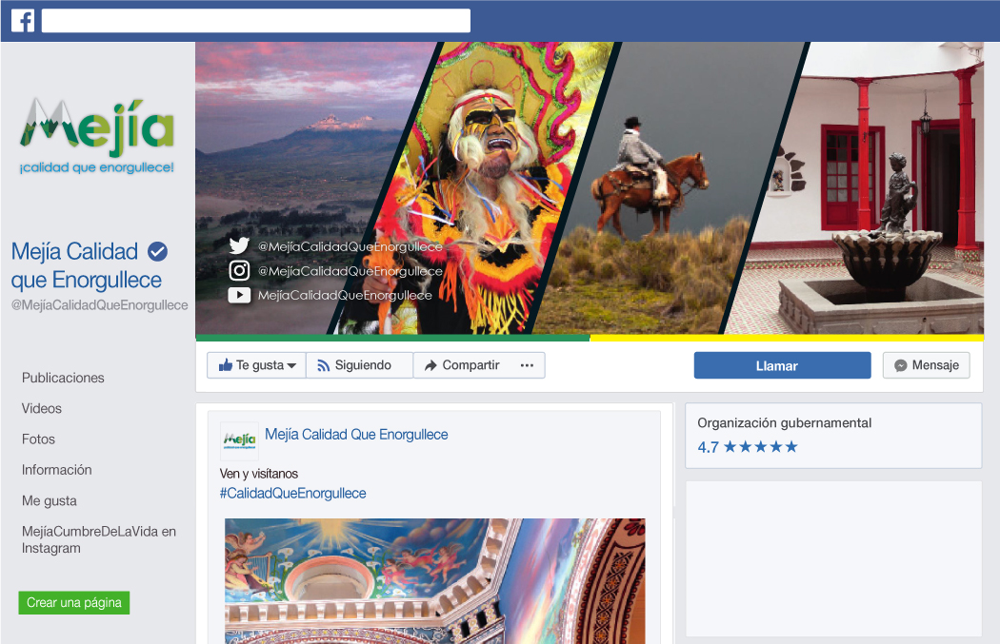 Mejía
¡calidad que enorgullece!
Mejía Calidad
que Enorgullece
@MejíaCalidadQueEnorgullece
Publicaciones
Videos
Fotos
Información
Me gusta
MejíaCumbreDeLaVida en
Instagram
Crear una página
@MejíaCalidadQueEnorgullece
@MejíaCalidadQueEnorgullece
MejíaCalidadQueEnorgullece
Te gusta
Siguiendo
Compartir
Llamar
Mensaje
Mejía
Mejía Calidad Que Enorgullece
Ven y visítanos
#CalidadQueEnorgullece
Organización gubernamental
4.7 ★★★★★